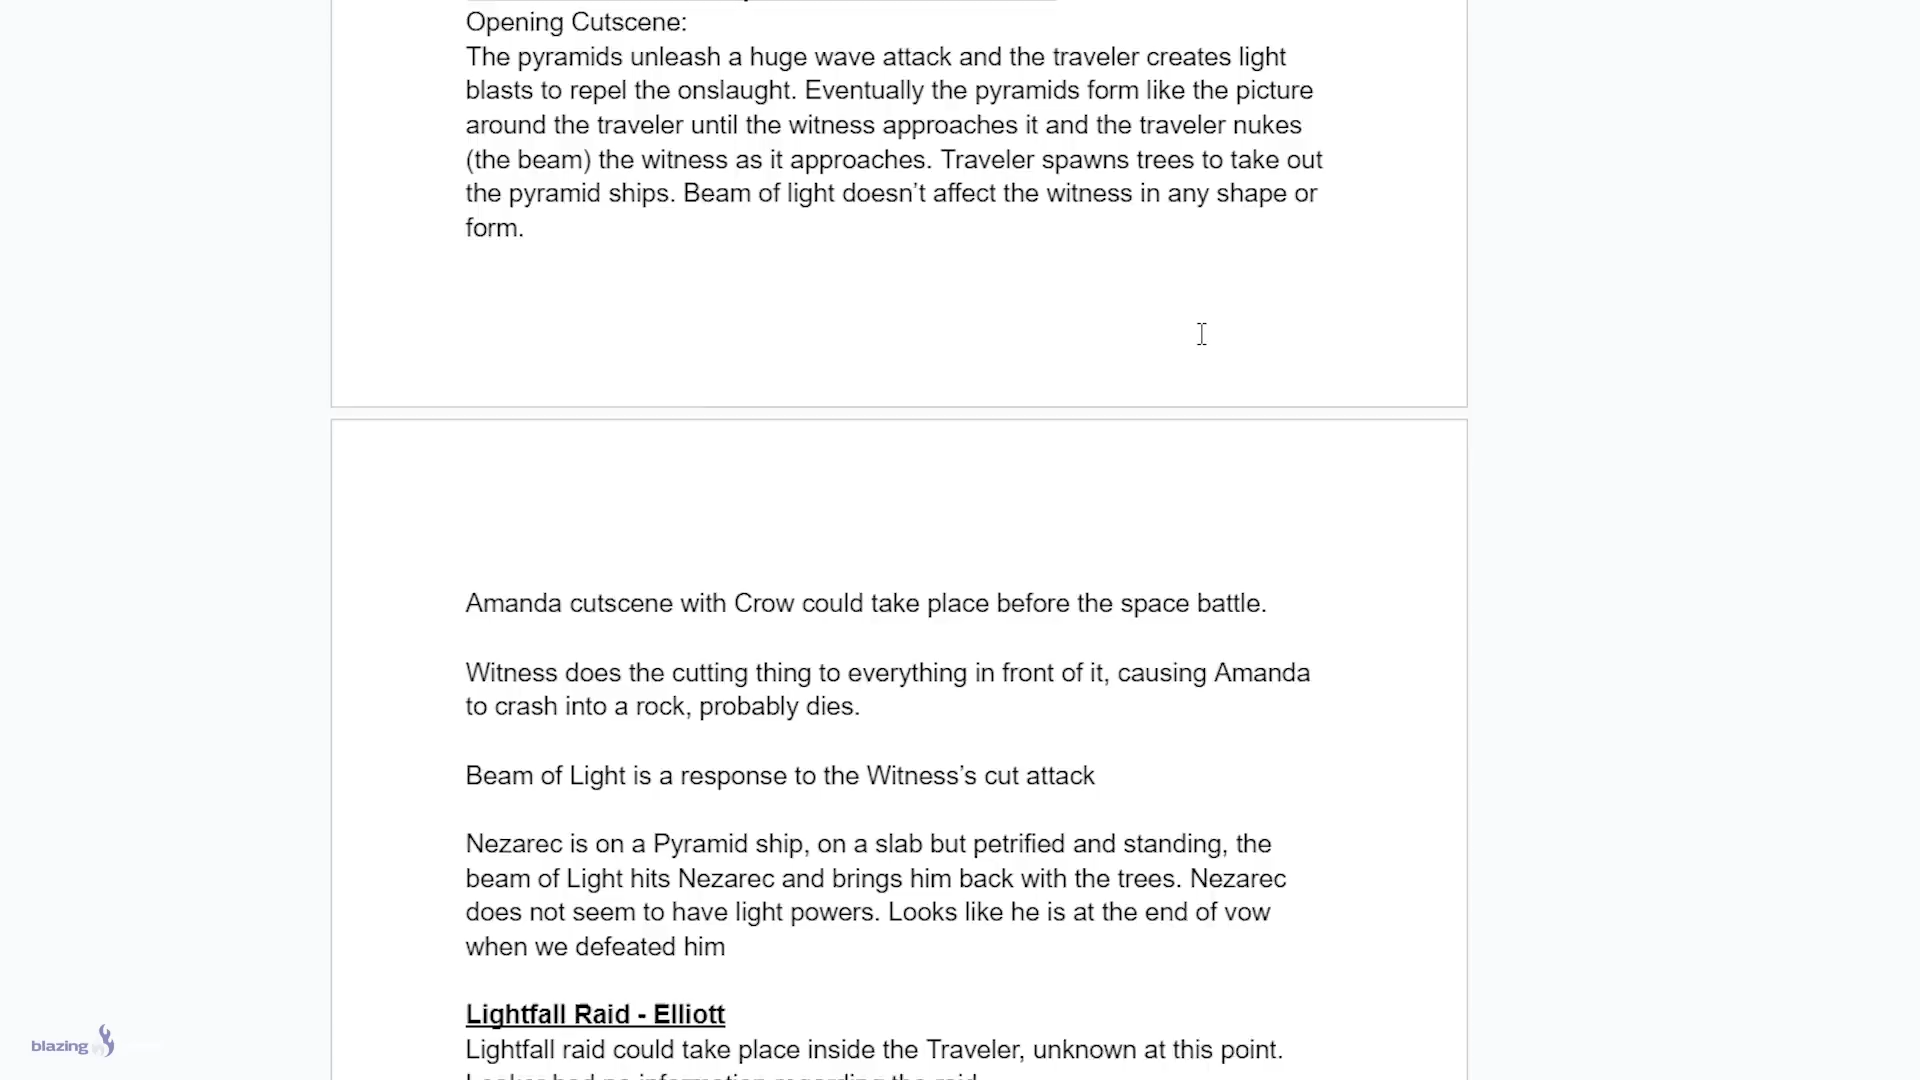 Opening Cutscene:
The pyramids unleash a huge wave attack and the traveler creates light
blasts to repel the onslaught. Eventually the pyramids form like the picture
around the traveler until the witness approaches it and the traveler nukes
(the beam) the witness as it approaches. Traveler spawns trees to take out
the pyramid ships. Beam of light doesn’t affect the witness in any shape or
form.
Amanda cutscene with Crow could take place before the space battle.
Witness does the cutting thing to everything in front of it, causing Amanda
to crash into a rock, probably dies.
Beam of Light is a response to the Witness’s cut attack
Nezarec is on a Pyramid ship, on a slab but petrified and standing, the
beam of Light hits Nezarec and brings him back with the trees. Nezarec
does not seem to have light powers. Looks like he is at the end of vow
when we defeated him
Lightfall Raid - Elliott
Lightfall raid could take place inside the Traveler, unknown at this point.
blazing